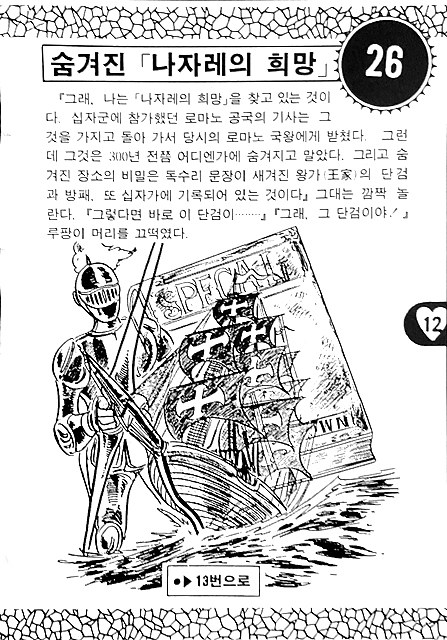 숨겨진 「나자레의 희망」
26
『그래, 나는 「나자레의 희망」을 찾고 있는 것이
다. 십자군에 참가했던 로마노 공국의 기사는 그
것을 가지고 돌아 가서 당시의 로마노 국왕에게 받쳤다. 그런
데 그것은 300년 전쯤 어디엔가에 숨겨지고 말았다. 그리고 숨
겨진 장소의 비밀은 독수리 문장이 새겨진 왕가(王家)의 단검
과 방패, 또 십자가에 기록되어 있는 것이다』 그대는 깜짝 놀
란다. 『그렇다면 바로 이 단검이……』 『그래, 그 단검이야!』
루팡이 머리를 끄떡였다.
SPECIAL
12
●▶13번으로